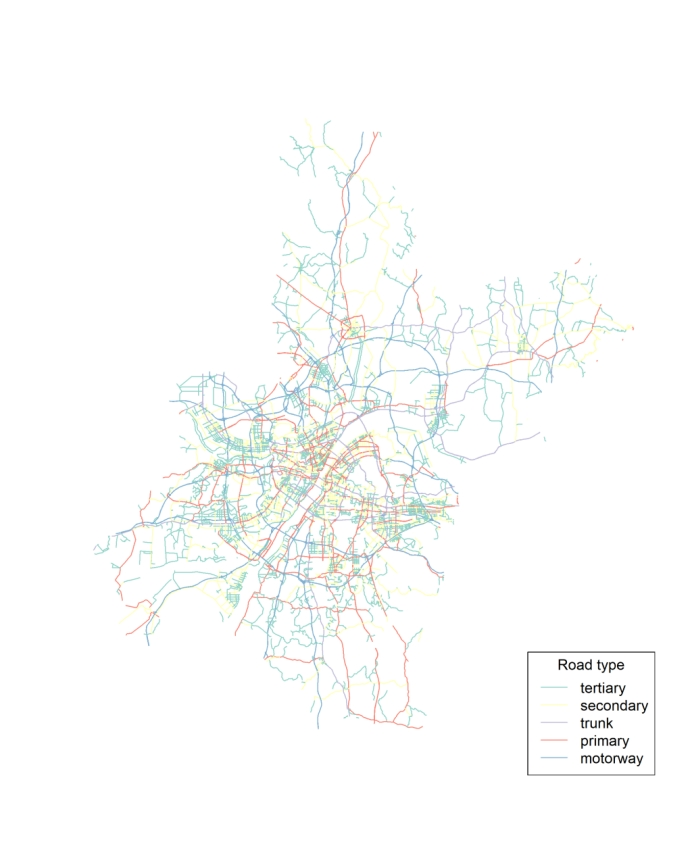 Road type
tertiary
secondary
trunk
primary
motorway